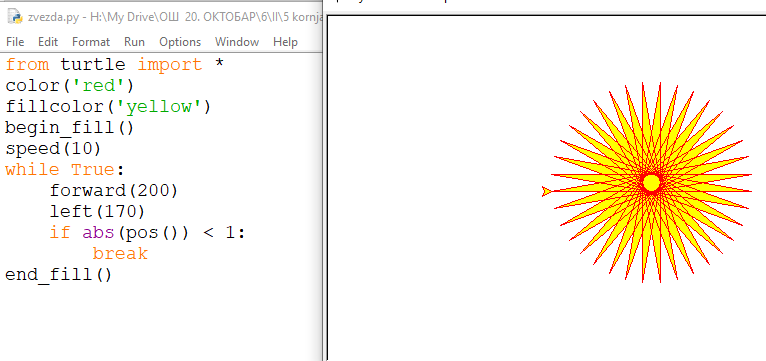 zvezda.py - H:\My Drive\ОШ 20. ОКТОБАР\6\II\5 kornja
File Edit Format Run Options Window Help
from turtle import *
color('red')
fillcolor('yellow')
begin_fill()
speed(10)
while True:
    forward(200)
    left(170)
    if abs(pos()) < 1:
        break
end_fill()